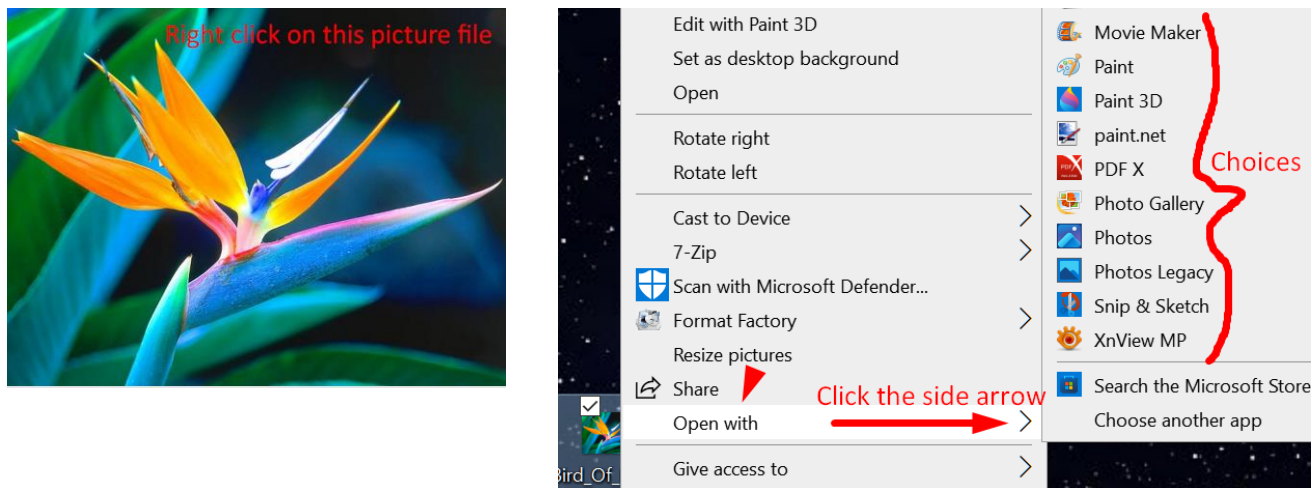 Right click on this picture file
Edit with Paint 3D
Set as desktop background
Open
Rotate right
Rotate left
Cast to Device
7-Zip
Scan with Microsoft Defender...
Format Factory
Resize pictures
Share
Open with
Click the side arrow
Give access to
Bird_Of_
Movie Maker
Paint
Paint 3D
paint.net
PDF X
Photo Gallery
Photos
Photos Legacy
Snip & Sketch
XnView MP
Choices
Search the Microsoft Store
Choose another app